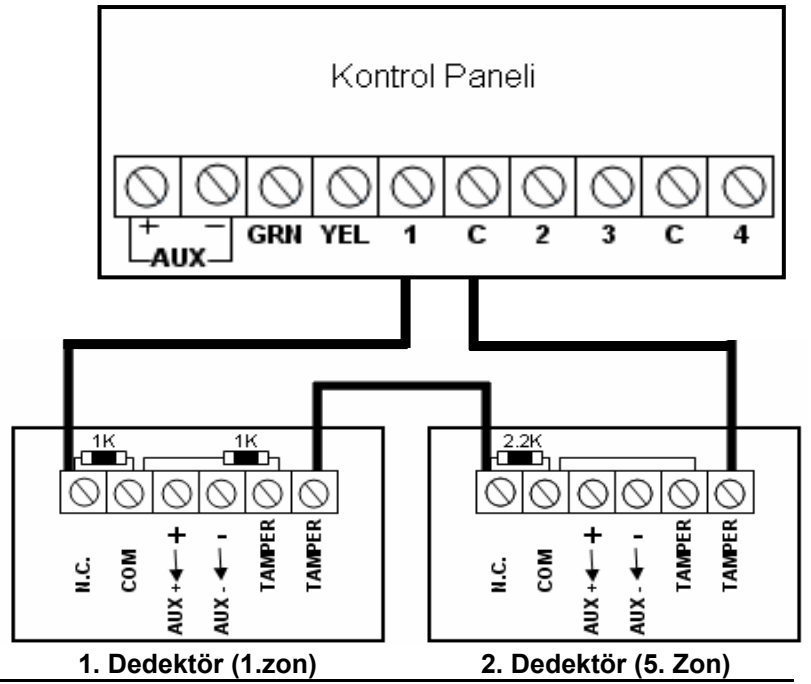 Kontrol Paneli
+ − GRN YEL 1 C 2 3 C 4
AUX
1K 1K
2.2K
N.C. COM AUX + + AUX - - TAMPER TAMPER
N.C. COM AUX + + AUX - - TAMPER TAMPER
1. Dedektör (1.zon)
2. Dedektör (5. Zon)